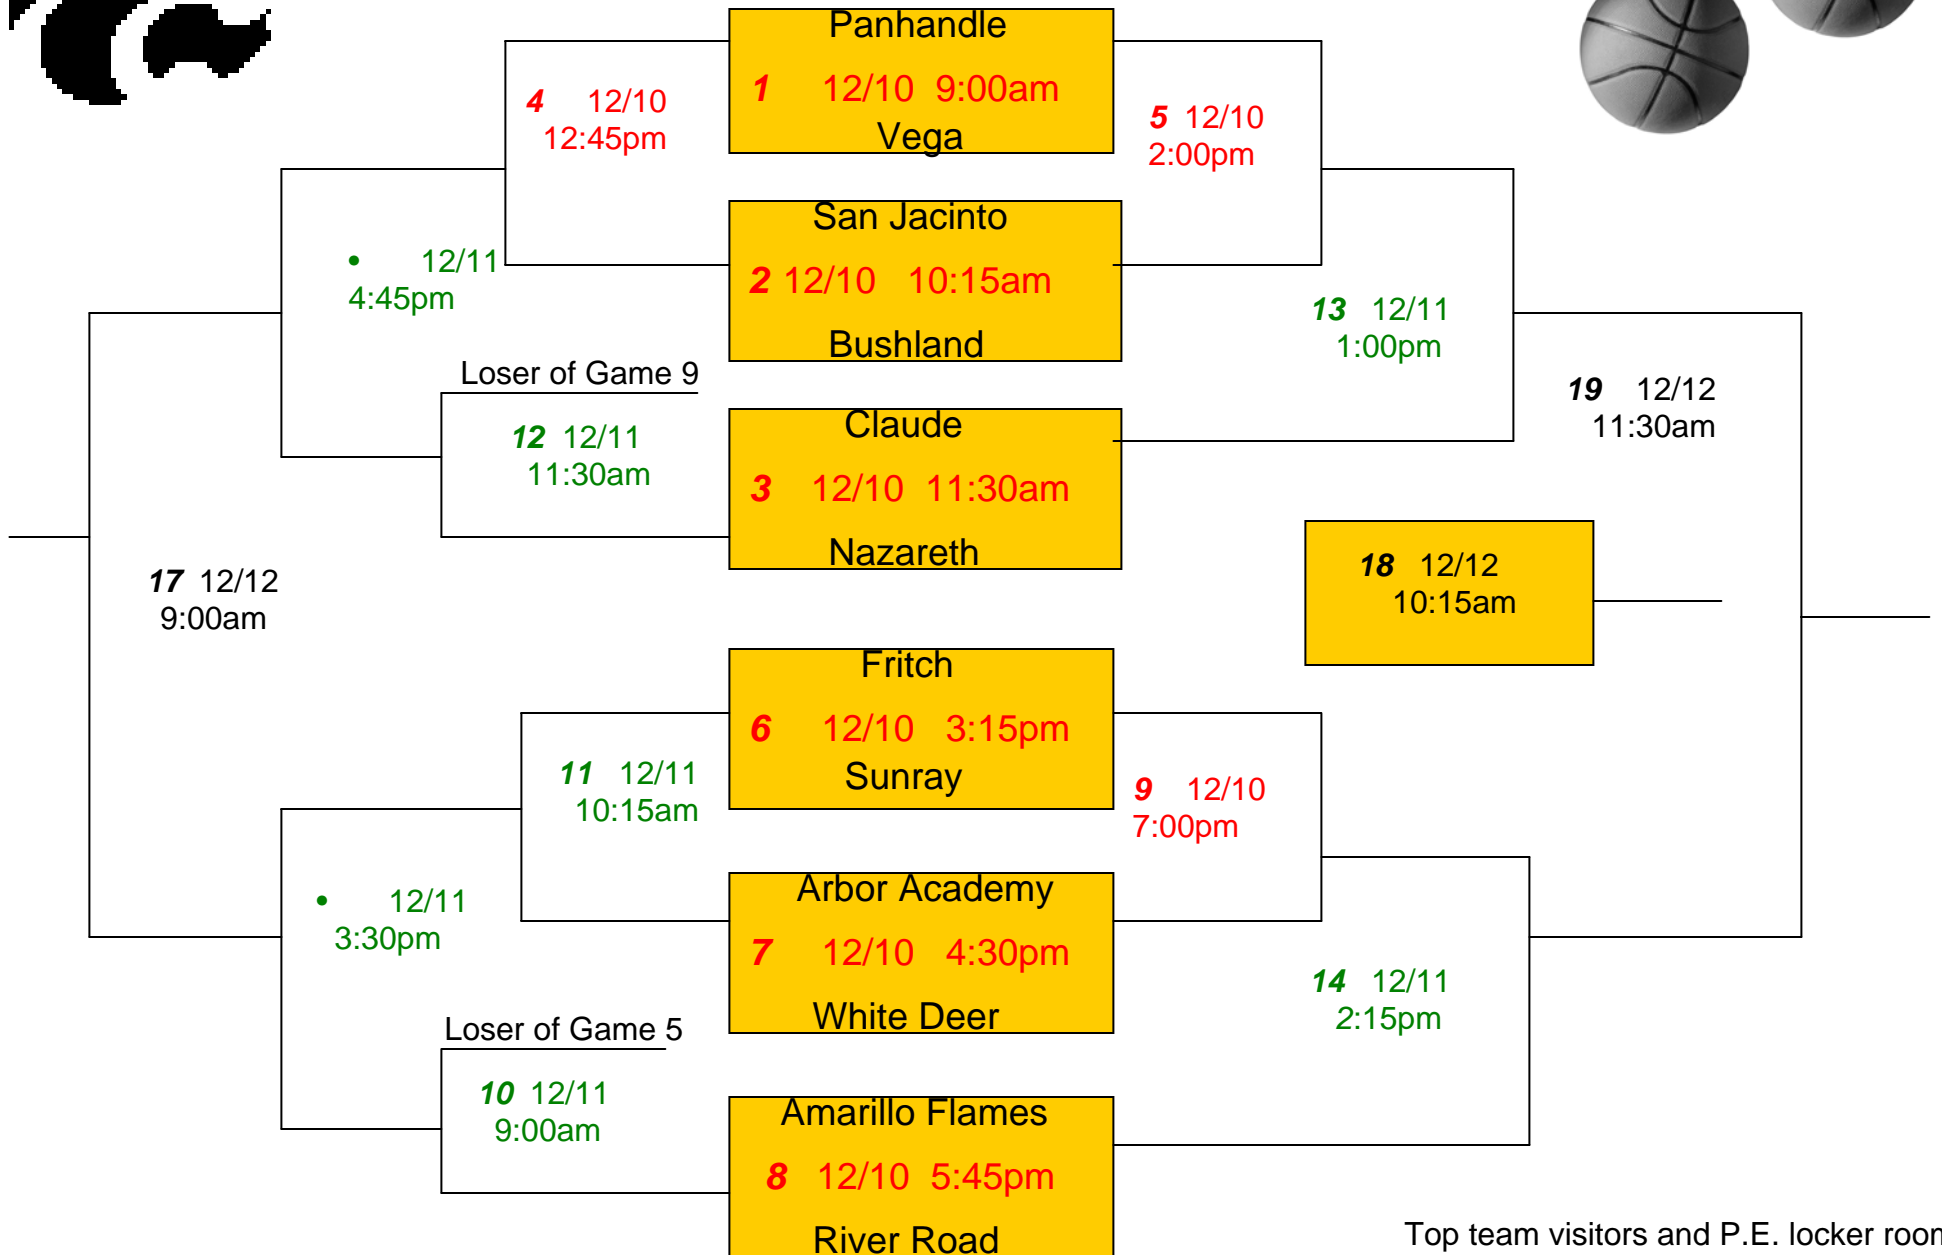 Panhandle
1 12/10 9:00am
Vega
4 12/10
12:45pm
5 12/10
2:00pm
San Jacinto
2 12/10 10:15am
Bushland
• 12/11
4:45pm
13 12/11
1:00pm
Loser of Game 9
12 12/11
11:30am
Claude
3 12/10 11:30am
Nazareth
19 12/12
11:30am
17 12/12
9:00am
18 12/12
10:15am
Fritch
6 12/10 3:15pm
Sunray
11 12/11
10:15am
9 12/10
7:00pm
Arbor Academy
7 12/10 4:30pm
White Deer
• 12/11
3:30pm
14 12/11
2:15pm
Loser of Game 5
10 12/11
9:00am
Amarillo Flames
8 12/10 5:45pm
River Road
Top team visitors and P.E. locker room